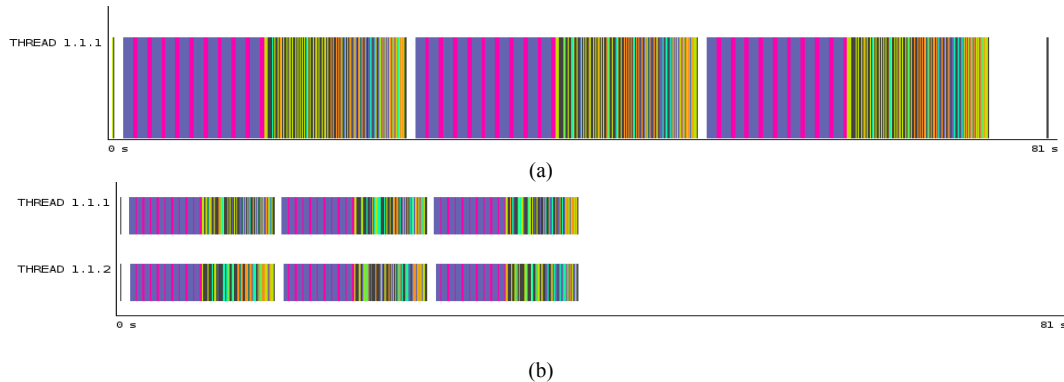 THREAD 1.1.1
0 s
81 s
(a)
THREAD 1.1.1
THREAD 1.1.2
0 s
81 s
(b)